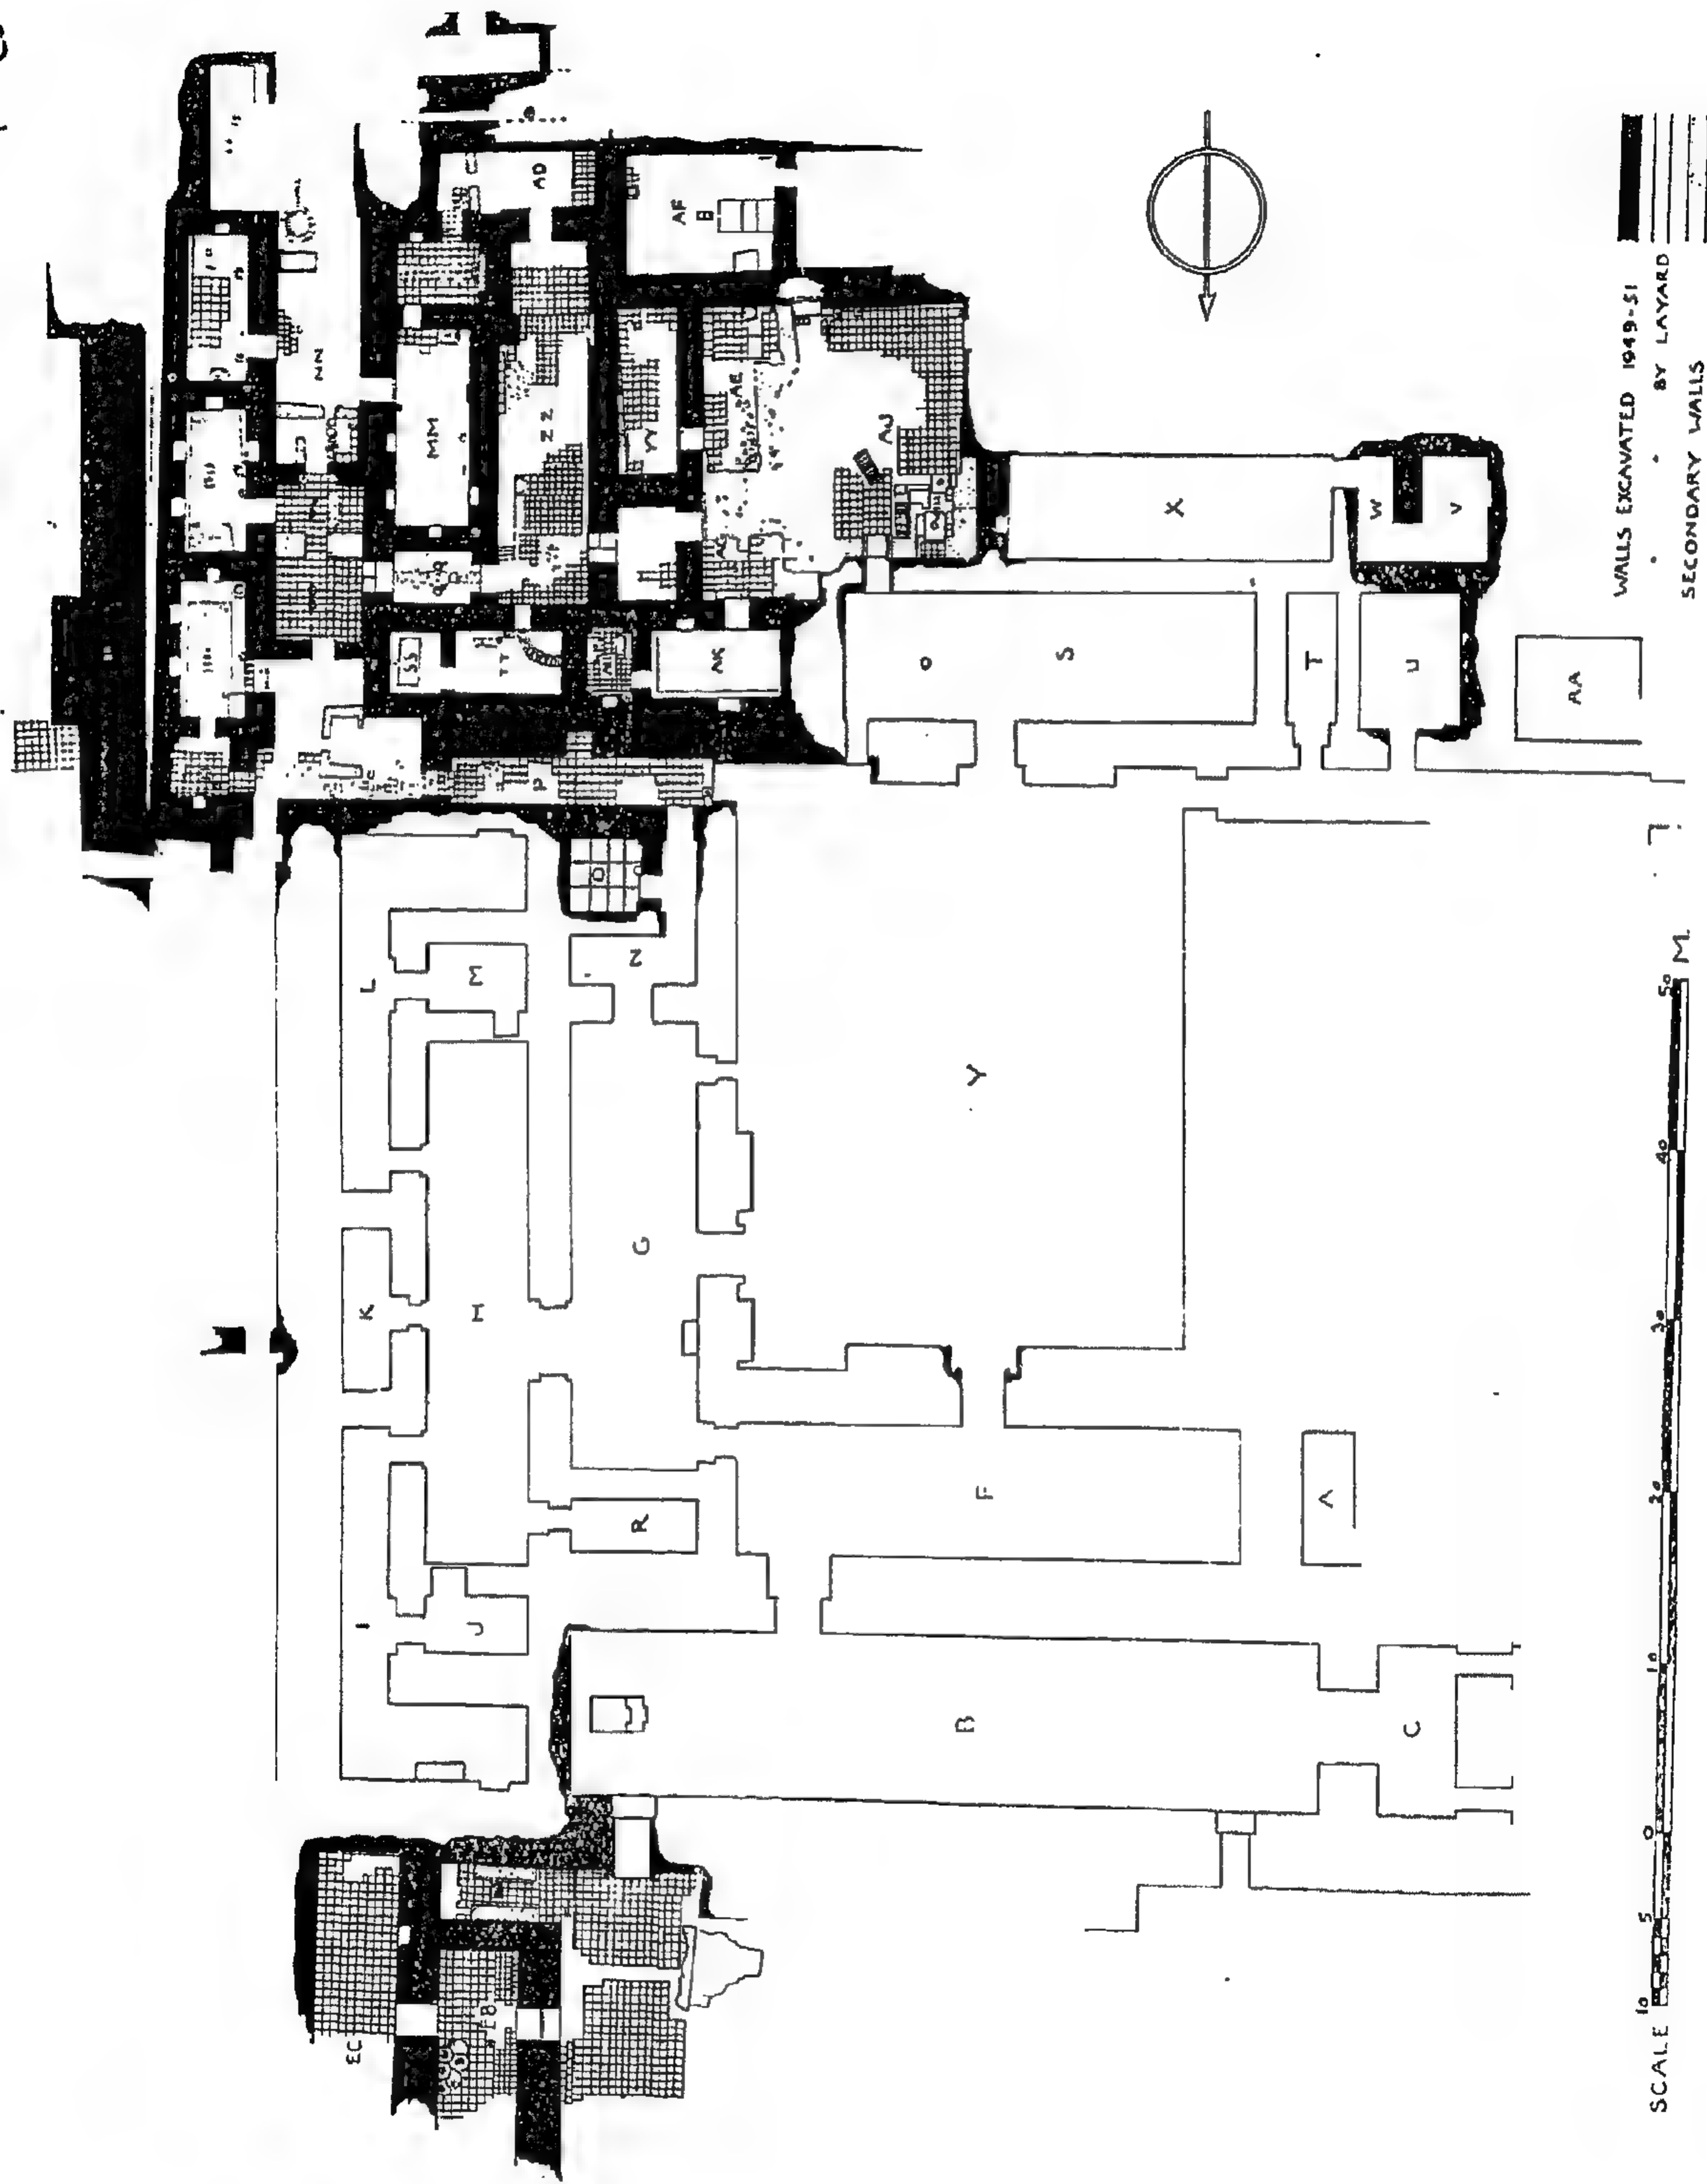 NN
MM
ZZ
AD
AF
B
YY
AE
AJ
X
W
V
SS
TT
AK
O
S
T
U
AA
P
O
L
M
N
Y
K
H
G
I
J
R
F
A
B
C
EC
EB
WALLS EXCAVATED 1949-51
" " BY LAYARD
SECONDARY WALLS
SCALE 10 5 0 10 20 30 40 50 M.